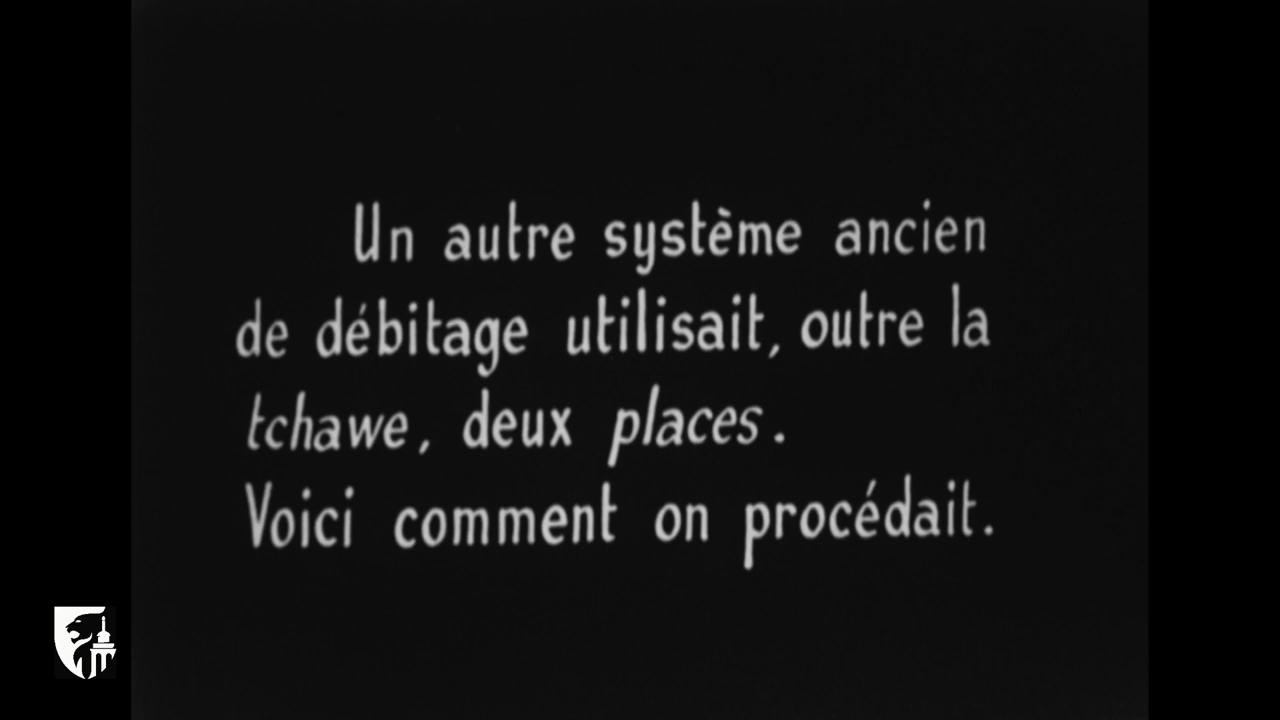 Un autre système ancien
de débitage utilisait, outre la
tchawe, deux places.
Voici comment on procédait.